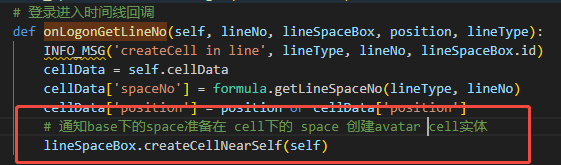 # 登录进入时间线回调
def onLogonGetLineNo(self, lineNo, lineSpaceBox, position, lineType):
INFO_MSG('createCell in line', lineType, lineNo, lineSpaceBox.id)
cellData = self.cellData
cellData['spaceNo'] = formula.getLineSpaceNo(lineType, lineNo)
cellData['position'] = position or cellData['position']
# 通知base下的space准备在 cell下的 space 创建avatar cell实体
lineSpaceBox.createCellNearSelf(self)